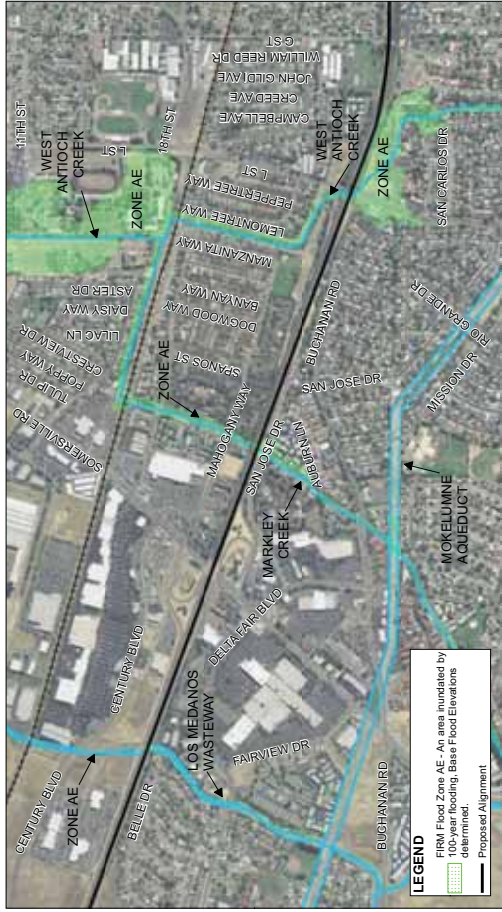 11TH ST
WEST
ANTIOCH
CREEK
L ST
ZONE AE
18TH ST
WILLIAM REED DR
G ST
JOHN GILDI AVE
CREED AVE
CAMPBELL AVE
L ST
PEPPERTREE WAY
LEMONTREE WAY
MANZANITA WAY
BANYAN WAY
DOGWOOD WAY
SPANOS ST
WEST
ANTIOCH
CREEK
ZONE AE
SAN CARLOS DR
ASTER DR
DAISY WAY
LILAC LN
CRESTVIEW DR
POPPY WAY
TULIP DR
SOMERSVILLE RD
ZONE AE
MAHOGANY WAY
BUCHANAN RD
SAN JOSE DR
SAN JOSE DR
AUBURN LN
MARKLEY
CREEK
RIO GRANDE DR
MISSION DR
MOKELUMNE
AQUEDUCT
DELTA FAIR BLVD
CENTURY BLVD
CENTURY BLVD
ZONE AE
BELLE DR
LOS MEDANOS
WASTEWAY
FAIRVIEW DR
BUCHANAN RD
LEGEND
FIRM Flood Zone AE - An area inundated by
100-year flooding, Base Flood Elevations
determined.
Proposed Alignment